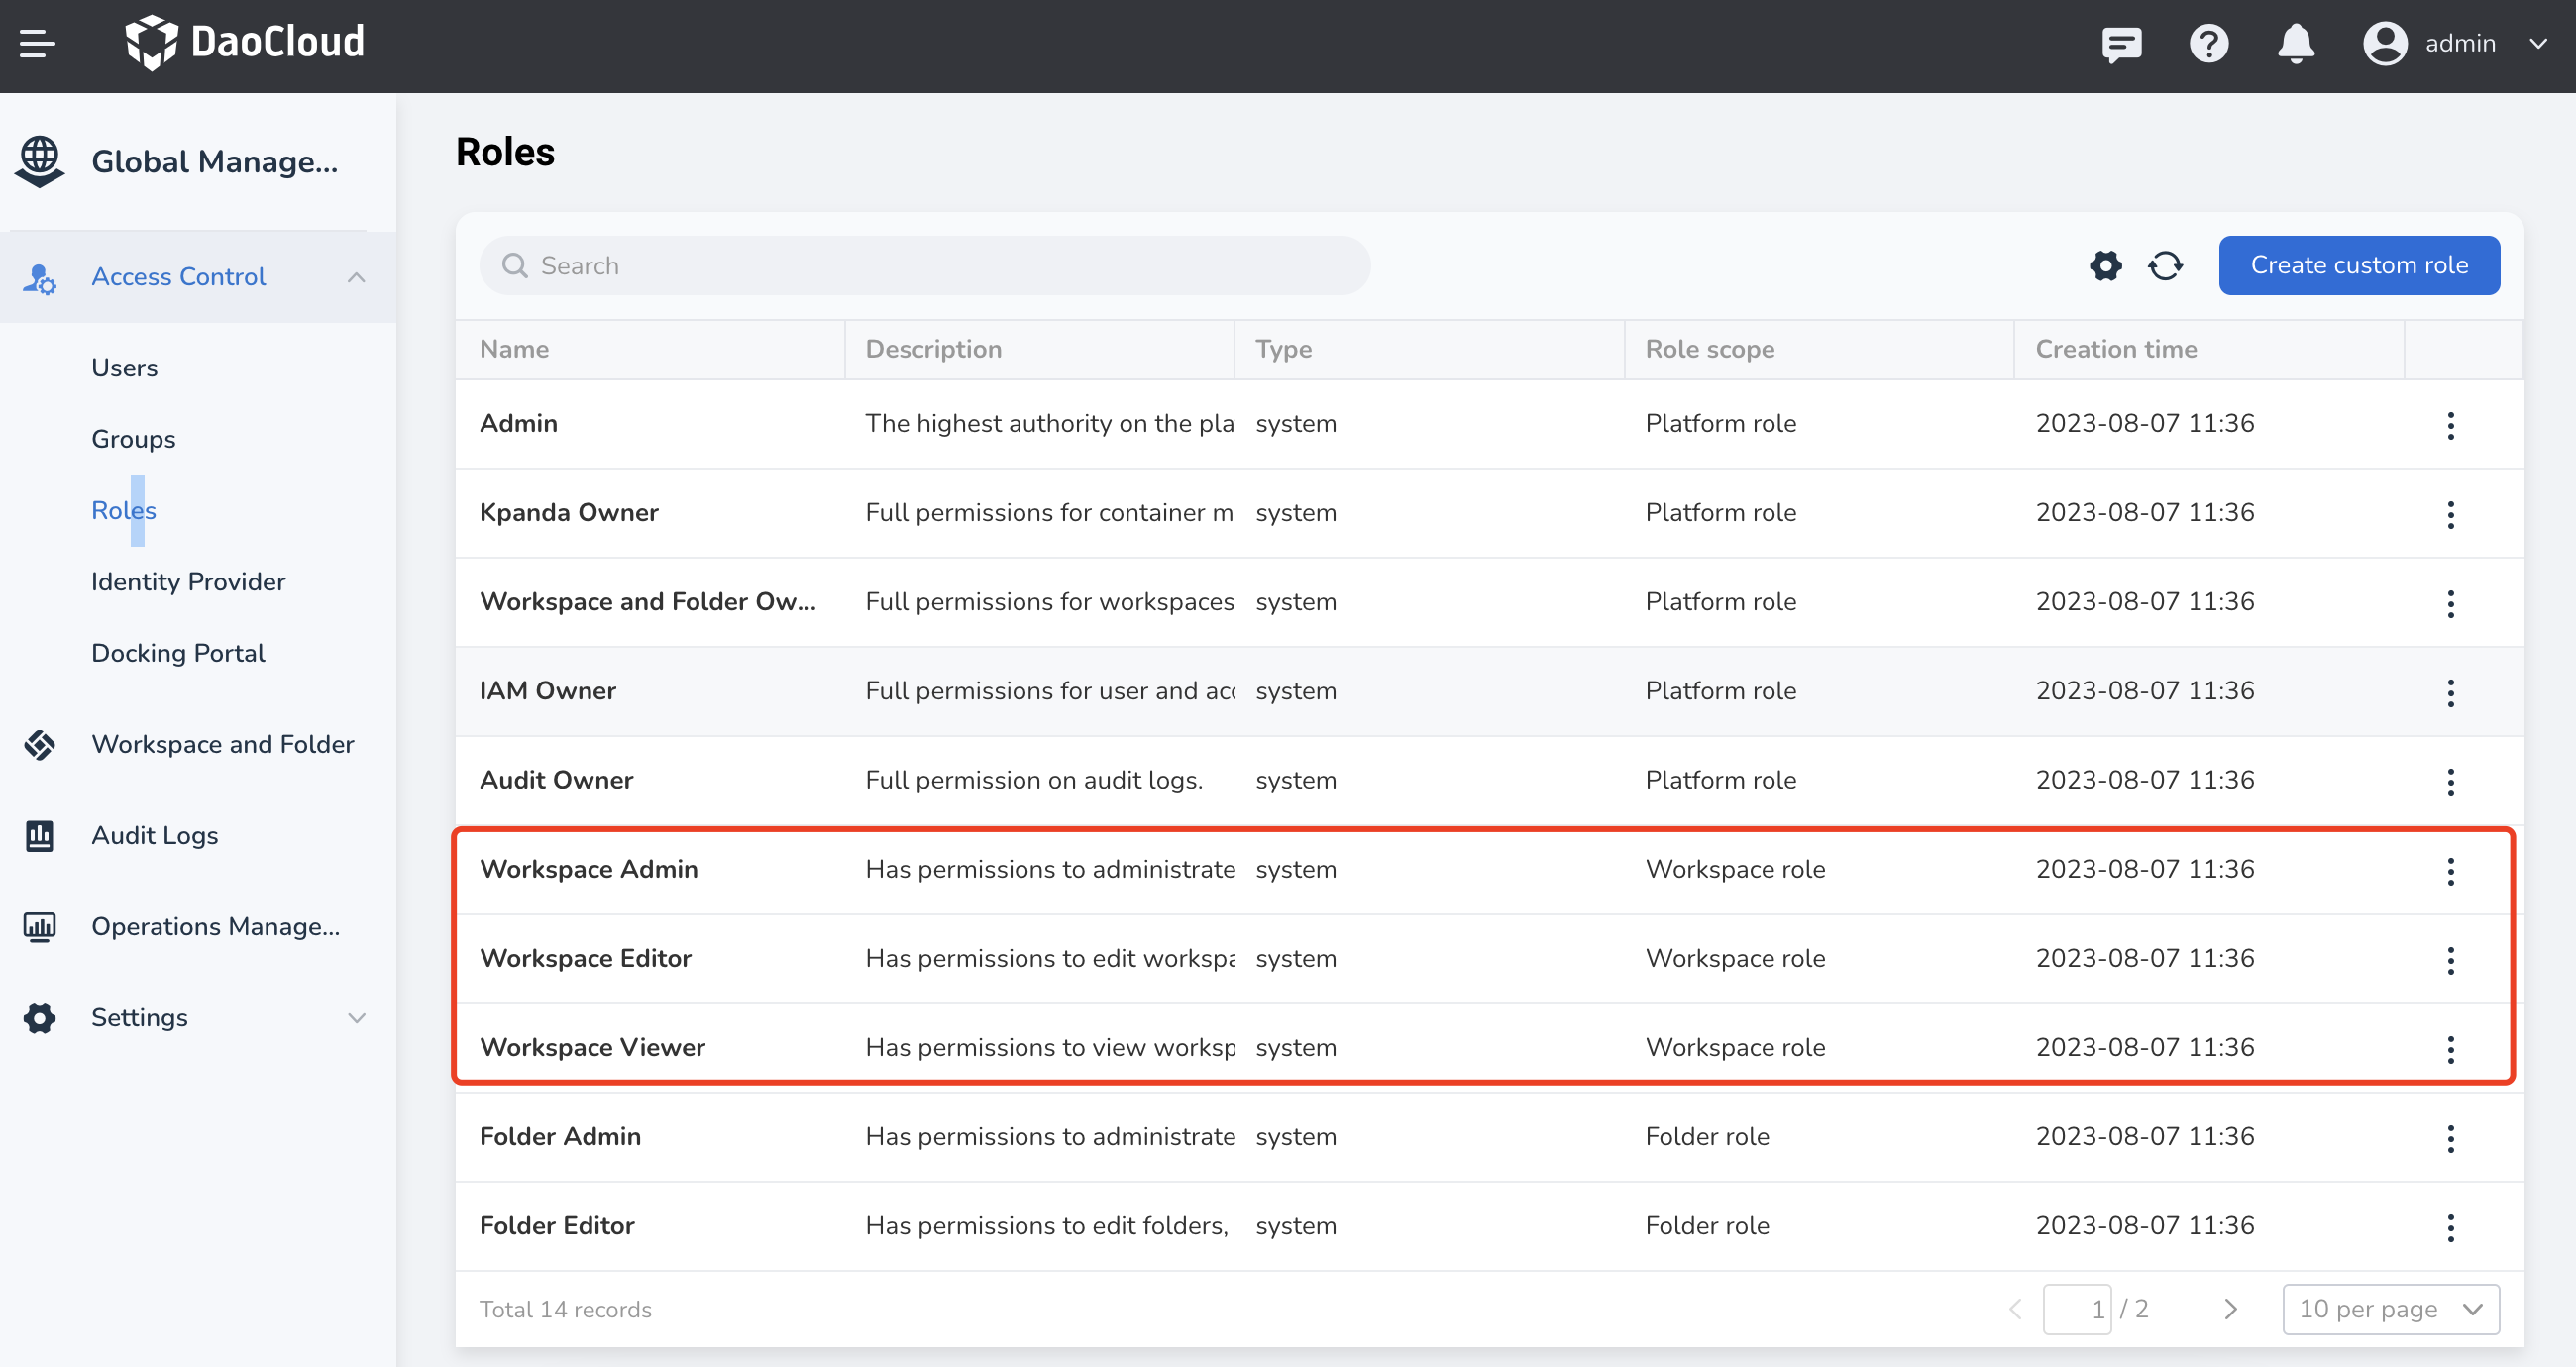 DaoCloud
admin
Global Manage...
Access Control
Users
Groups
Roles
Identity Provider
Docking Portal
Workspace and Folder
Audit Logs
Operations Manage...
Settings
Roles
Search
Create custom role
Name Description Type Role scope Creation time
Admin The highest authority on the pla system Platform role 2023-08-07 11:36
Kpanda Owner Full permissions for container m system Platform role 2023-08-07 11:36
Workspace and Folder Ow... Full permissions for workspaces system Platform role 2023-08-07 11:36
IAM Owner Full permissions for user and acc system Platform role 2023-08-07 11:36
Audit Owner Full permission on audit logs. system Platform role 2023-08-07 11:36
Workspace Admin Has permissions to administrate system Workspace role 2023-08-07 11:36
Workspace Editor Has permissions to edit workspa system Workspace role 2023-08-07 11:36
Workspace Viewer Has permissions to view worksp system Workspace role 2023-08-07 11:36
Folder Admin Has permissions to administrate system Folder role 2023-08-07 11:36
Folder Editor Has permissions to edit folders, system Folder role 2023-08-07 11:36
Total 14 records
1 / 2
10 per page